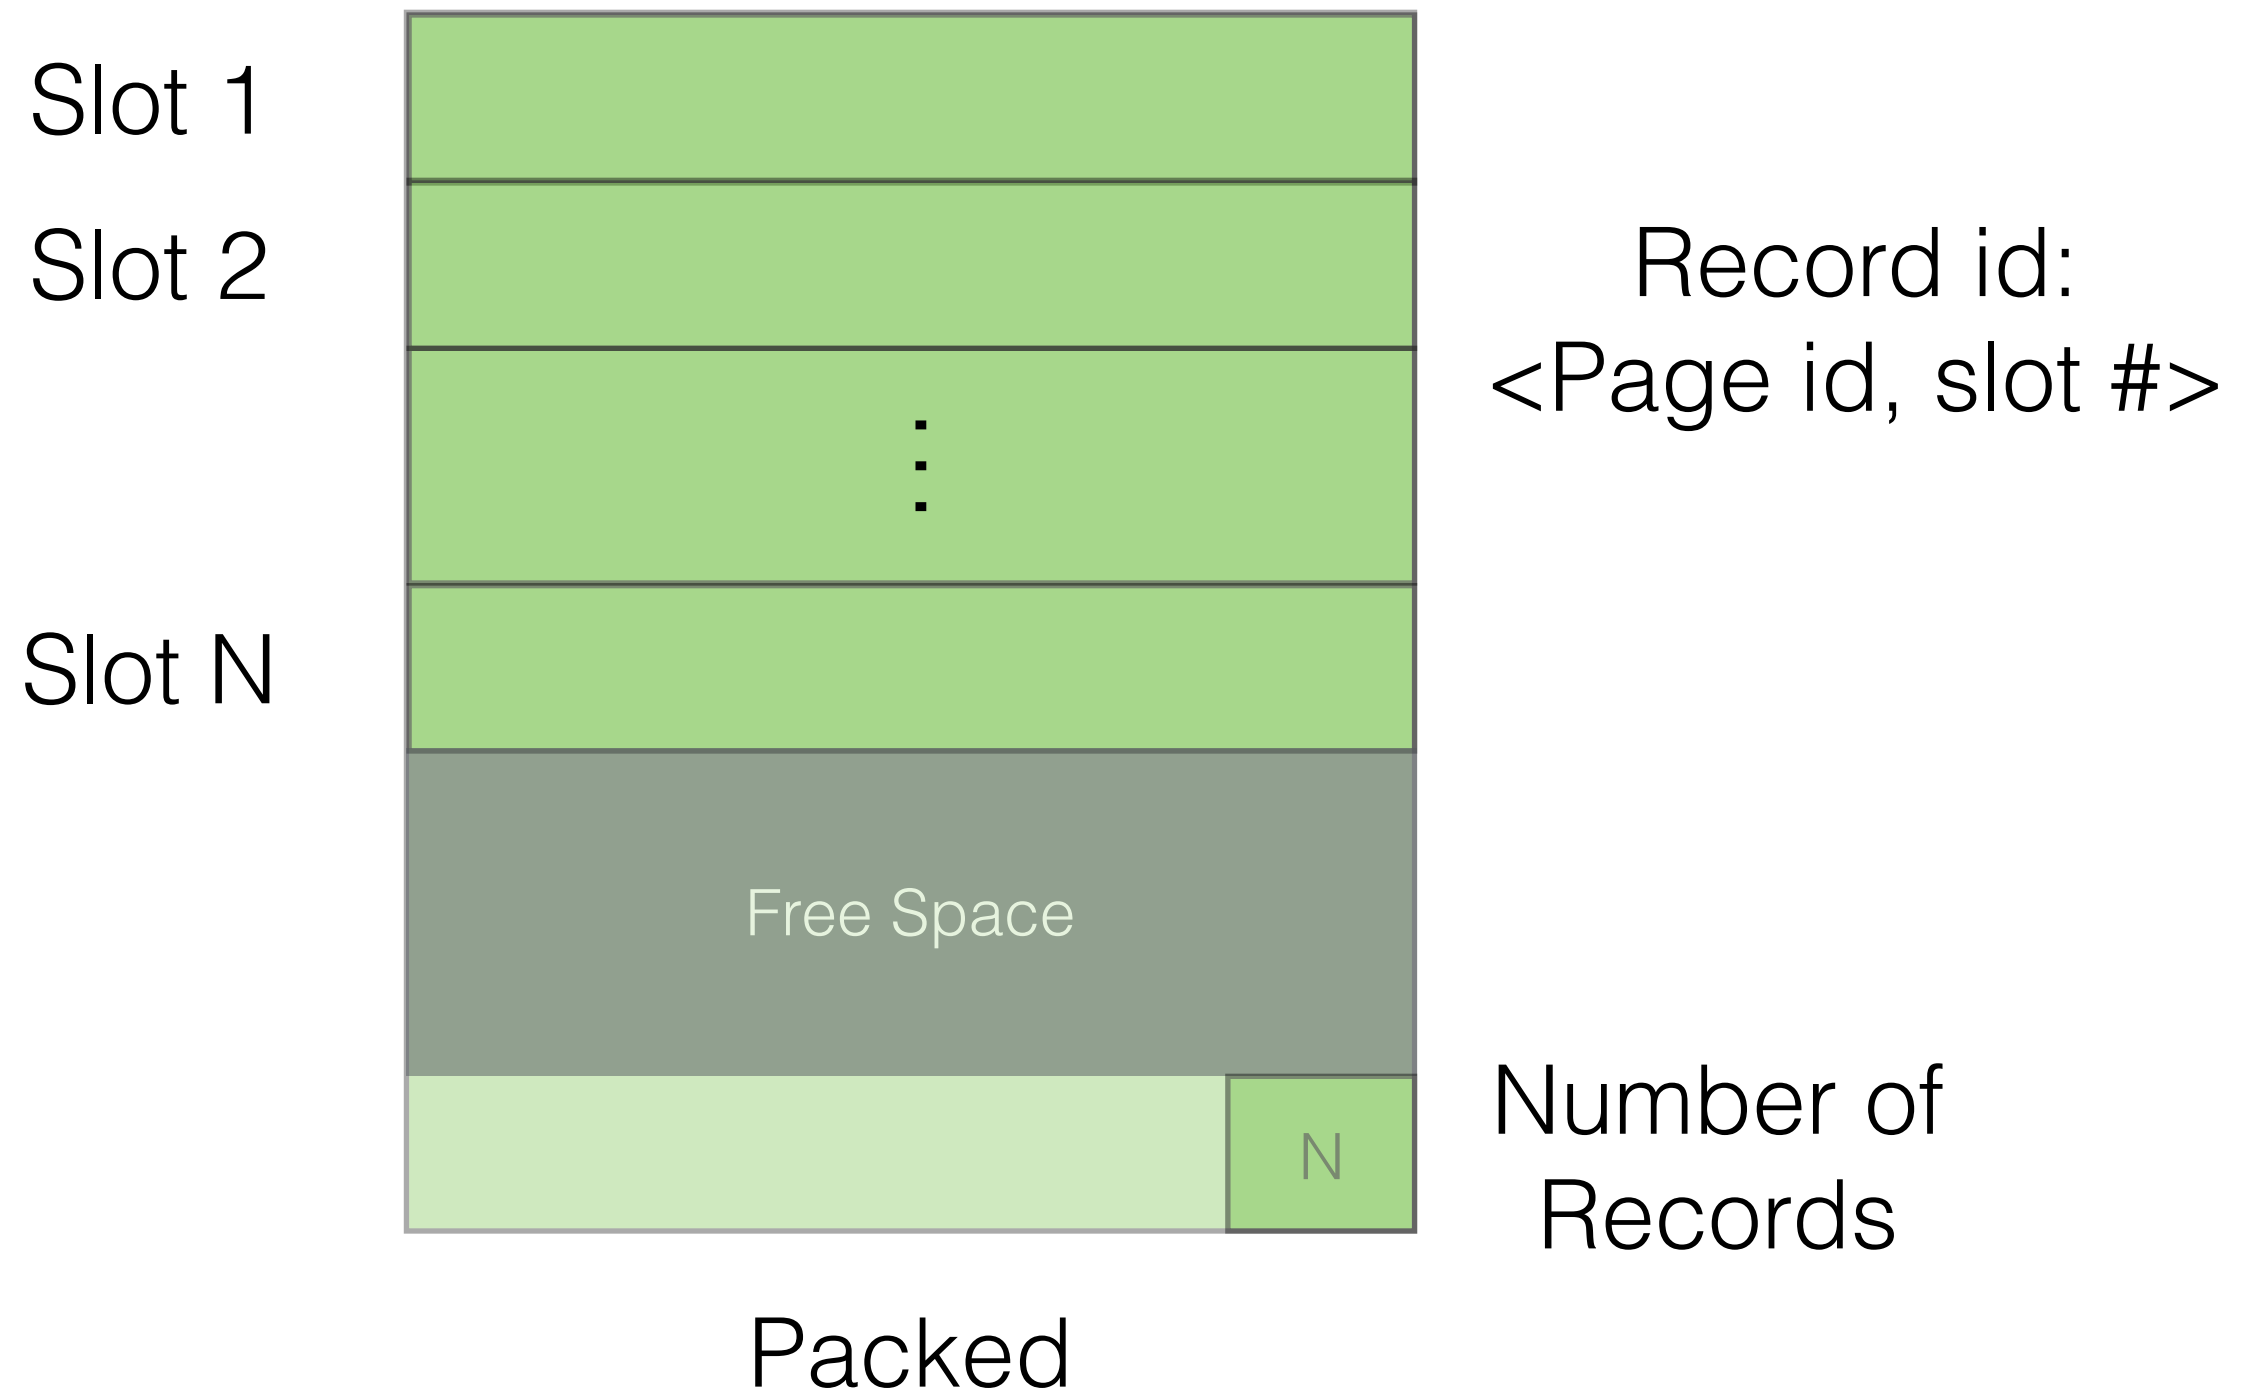 Slot 1
Slot 2
Record id:
<Page id, slot #>
Slot N
Free Space
N
Number of
Records
Packed